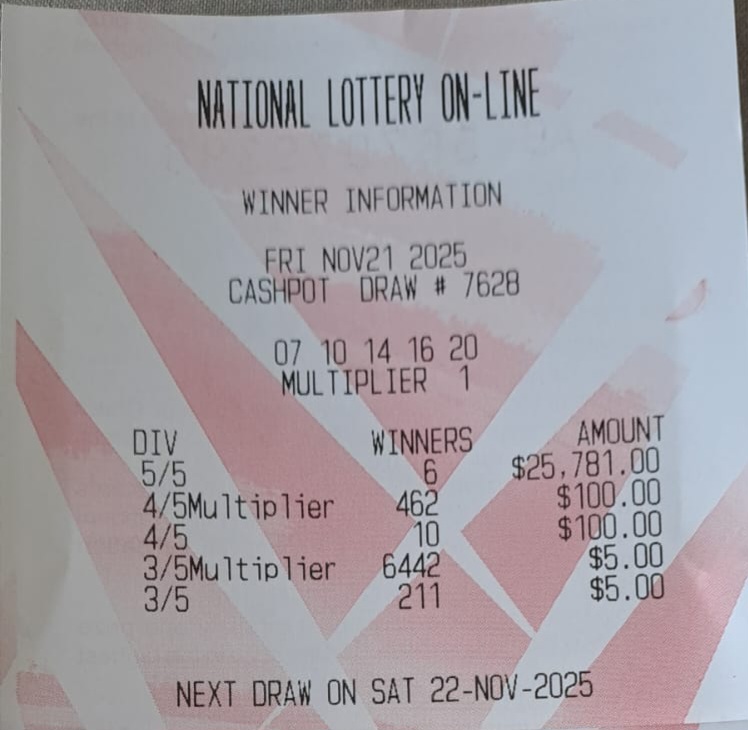 NATIONAL LOTTERY ON-LINE
WINNER INFORMATION
FRI NOV21 2025
CASHPOT DRAW # 7628
07 10 14 16 20
MULTIPLIER 1
DIV WINNERS AMOUNT
5/5 6 $25,781.00
4/5Multiplier 462 $100.00
4/5 10 $100.00
3/5Multiplier 6442 $5.00
3/5 211 $5.00
NEXT DRAW ON SAT 22-NOV-2025